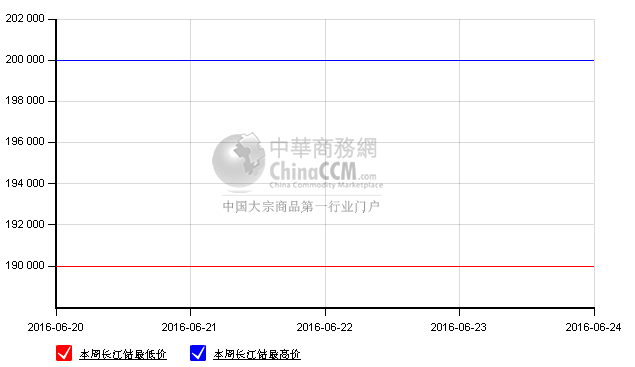 202 000
200 000
198 000
196 000
194 000
192 000
190 000
中華商務網
ChinaCCM.com
China Commodity Marketplace
中国大宗商品第一行业门户
2016-06-20 2016-06-21 2016-06-22 2016-06-23 2016-06-24
本周长江钴最低价 本周长江钴最高价